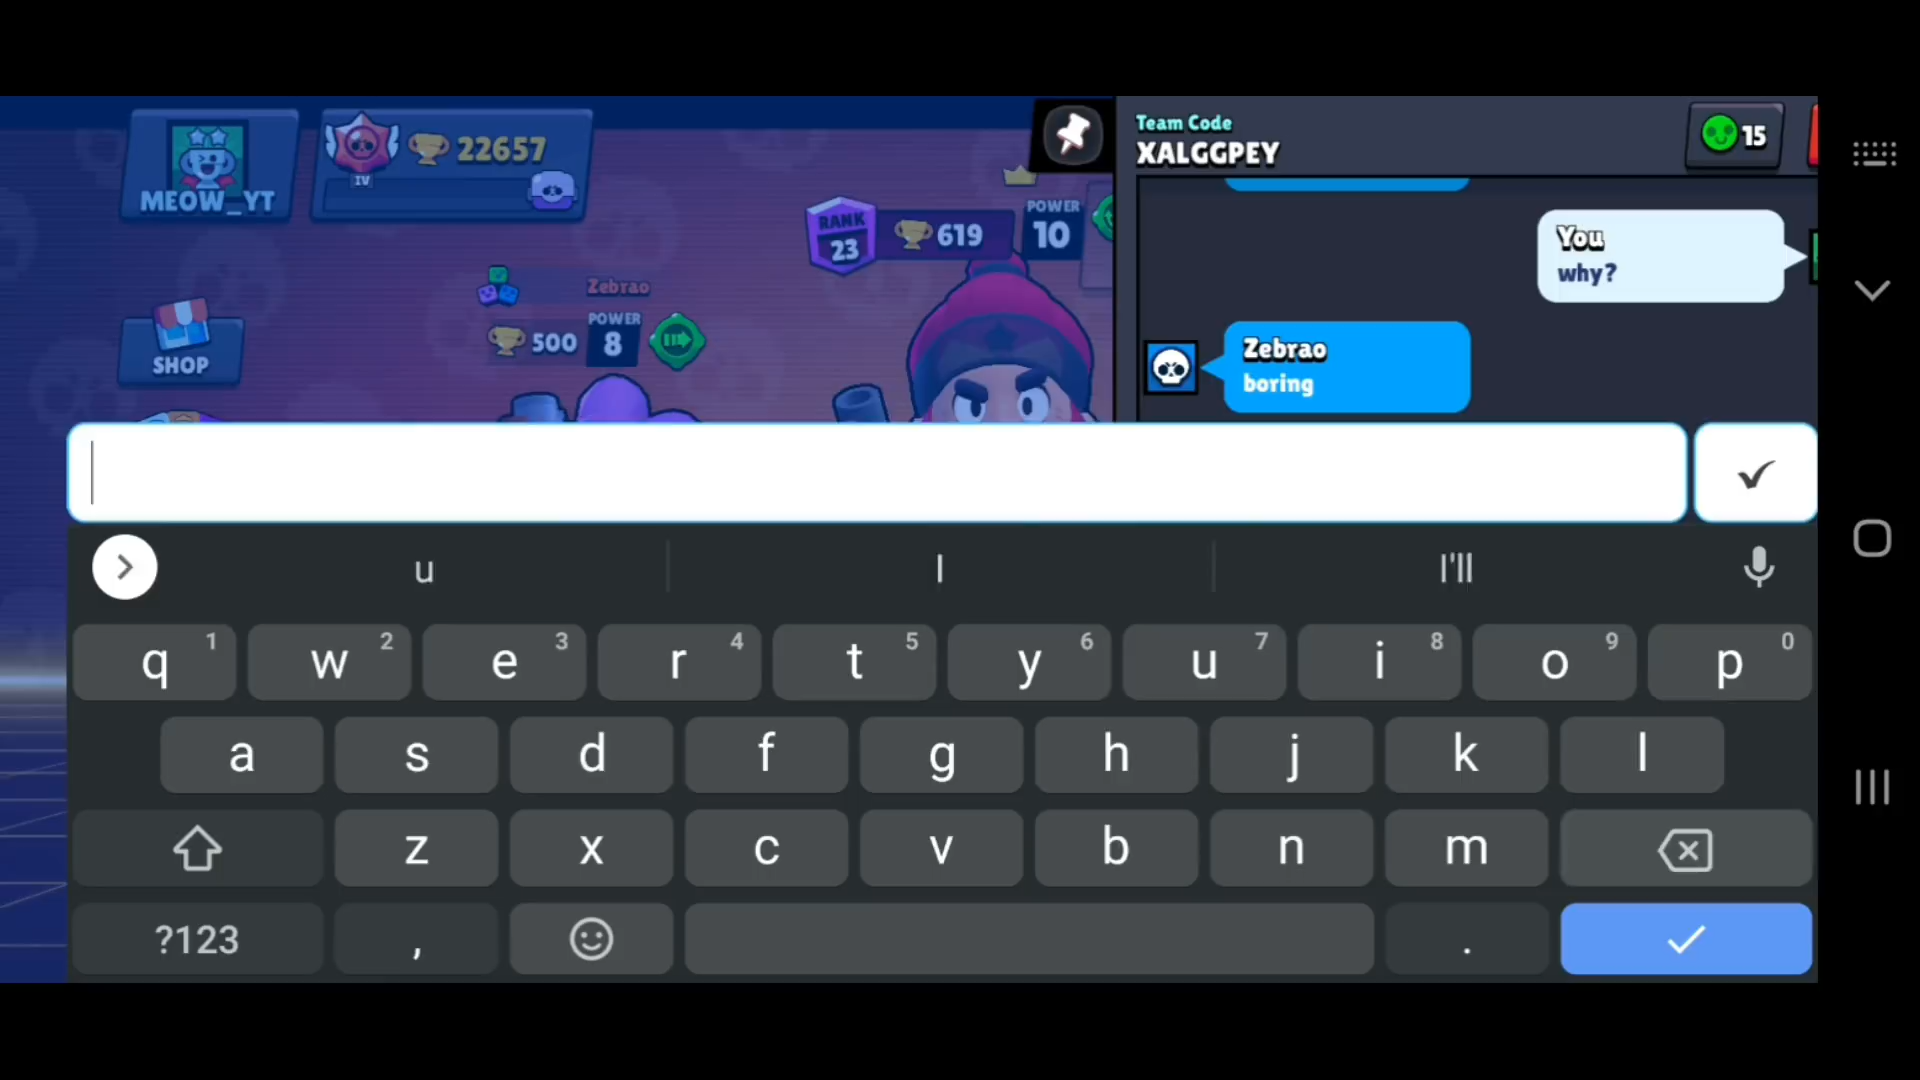 MEOW_YT
IV
22657
RANK
23
619
POWER
10
Zebrao
500
POWER
8
SHOP
Team Code
XALGGPEY
15
You
why?
Zebrao
boring
u
I
I'll
q 1 w 2 e 3 r 4 t 5 y 6 u 7 i 8 o 9 p 0
a s d f g h j k l
z x c v b n m
?123 , .